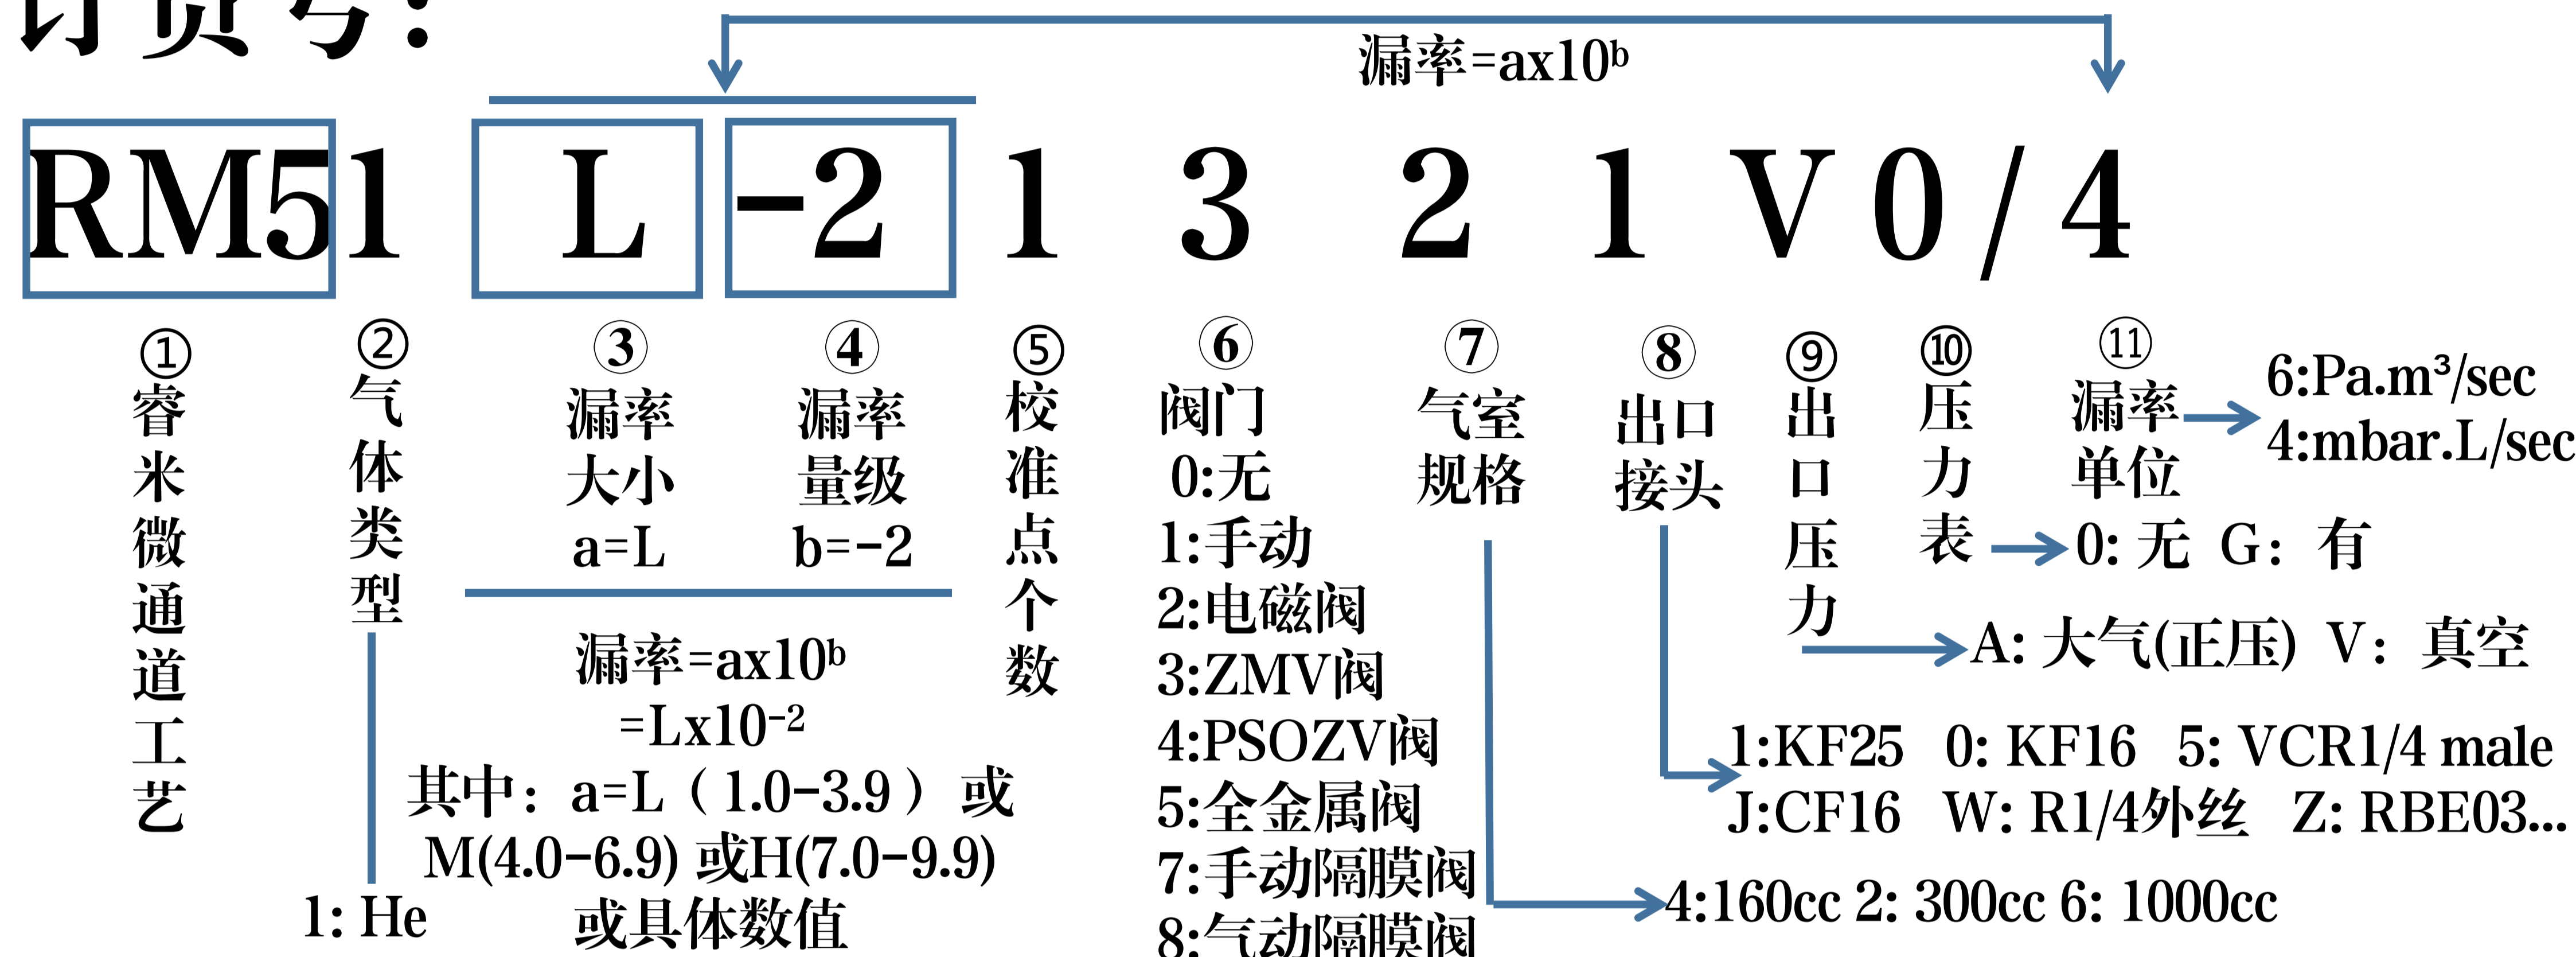 订货号:
漏率=ax10ᵇ
RM51 L -2 1 3 2 1 V 0 / 4
①
睿米微通道工艺
②
气体类型
1: He
③
漏率
大小
a=L
④
漏率
量级
b=-2
漏率=ax10ᵇ
=Lx10⁻²
其中: a=L（1.0-3.9）或
M(4.0-6.9) 或H(7.0-9.9)
或具体数值
⑤
校准点个数
⑥
阀门
0:无
1:手动
2:电磁阀
3:ZMV阀
4:PSOZV阀
5:全金属阀
7:手动隔膜阀
8:气动隔膜阀
⑦
气室
规格
4:160cc 2: 300cc 6: 1000cc
⑧
出口
接头
1:KF25 0: KF16 5: VCR1/4 male
J:CF16 W: R1/4外丝 Z: RBE03...
⑨
出口压力
A: 大气(正压) V: 真空
⑩
压力表
0: 无 G: 有
⑪
漏率
单位
6:Pa.m³/sec
4:mbar.L/sec